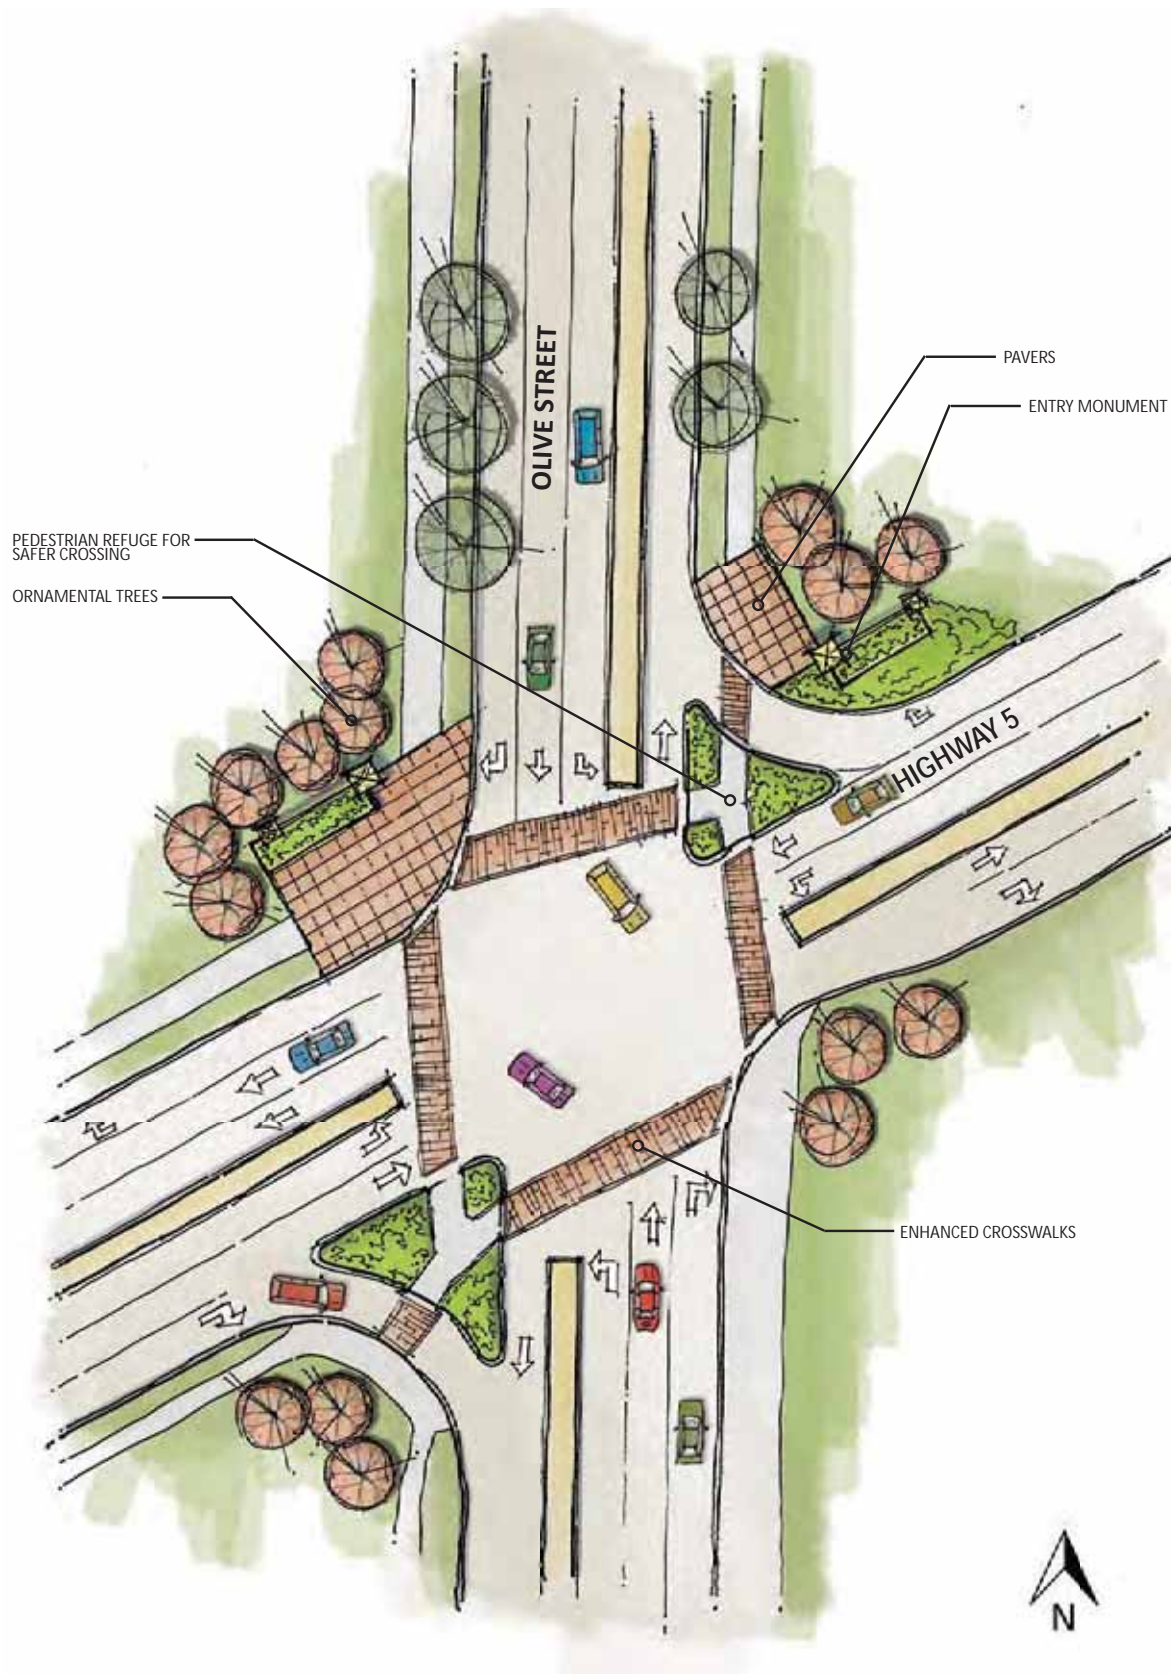 OLIVE STREET
PAVERS
ENTRY MONUMENT
PEDESTRIAN REFUGE FOR
SAFER CROSSING
ORNAMENTAL TREES
HIGHWAY 5
ENHANCED CROSSWALKS
N